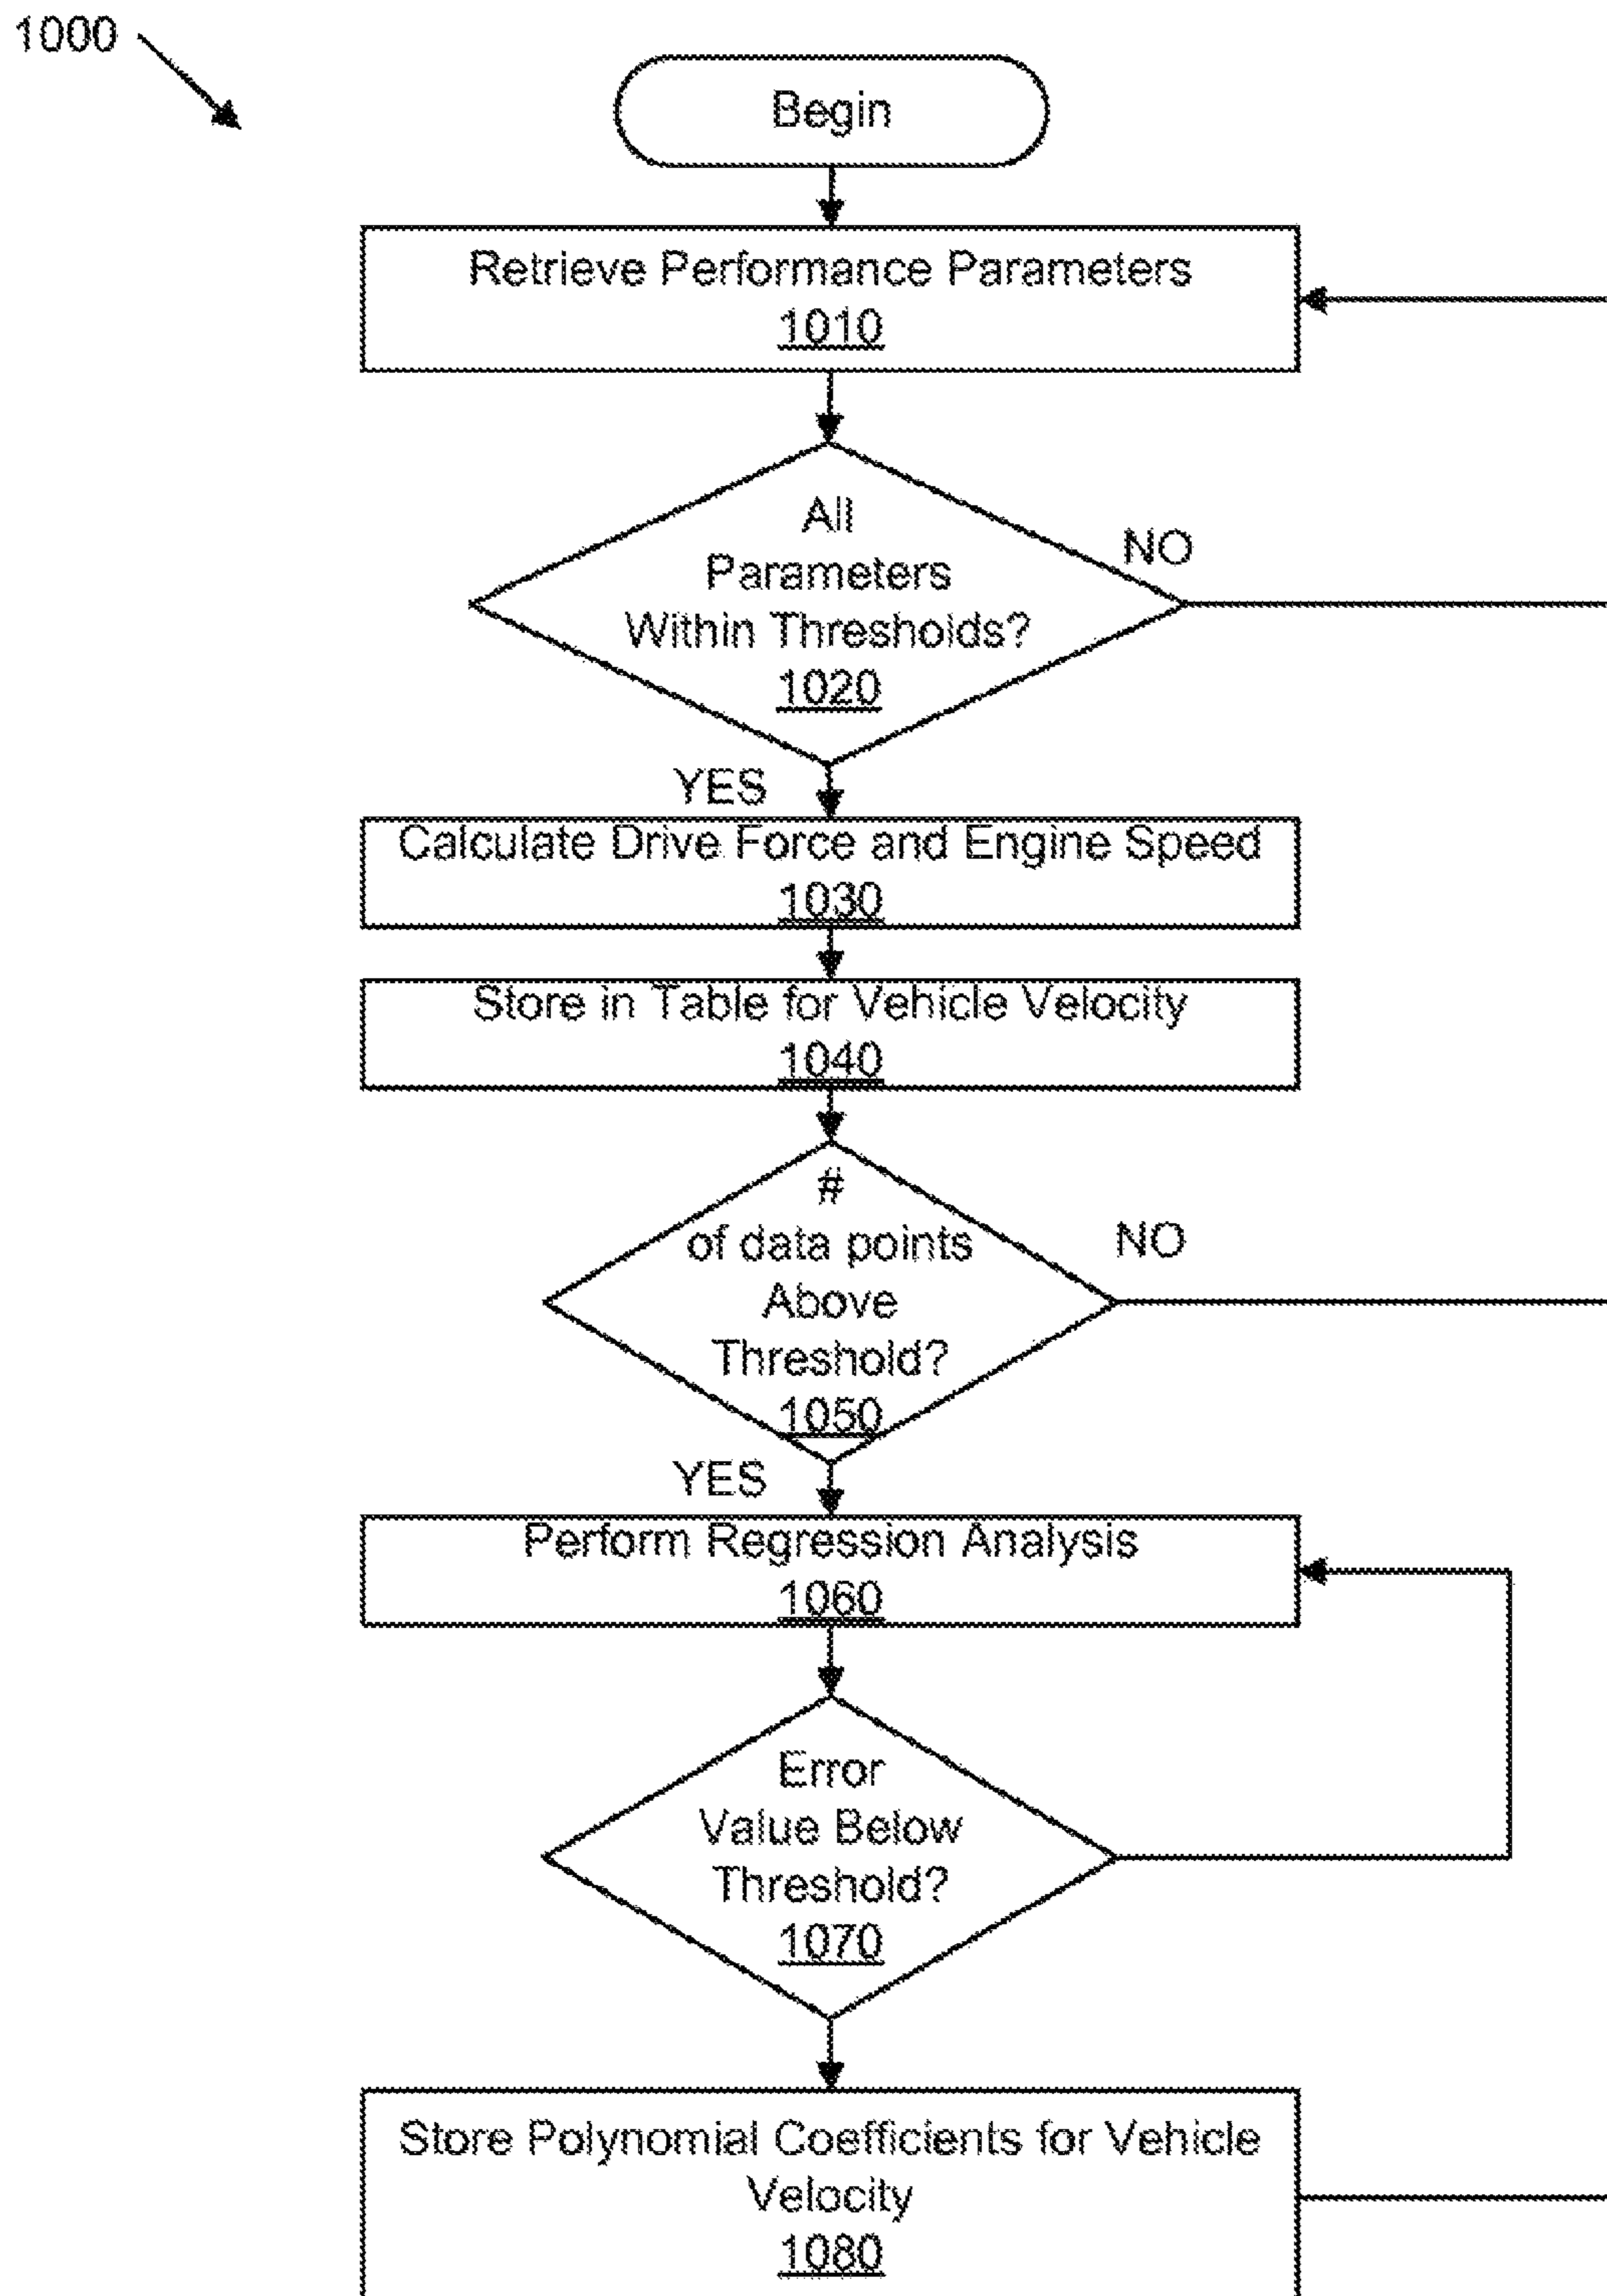 1000
Begin
Retrieve Performance Parameters
1010
All
Parameters
Within Thresholds?
1020
NO
YES
Calculate Drive Force and Engine Speed
1030
Store in Table for Vehicle Velocity
1040
#
of data points
Above
Threshold?
1050
NO
YES
Perform Regression Analysis
1060
Error
Value Below
Threshold?
1070
Store Polynomial Coefficients for Vehicle
Velocity
1080